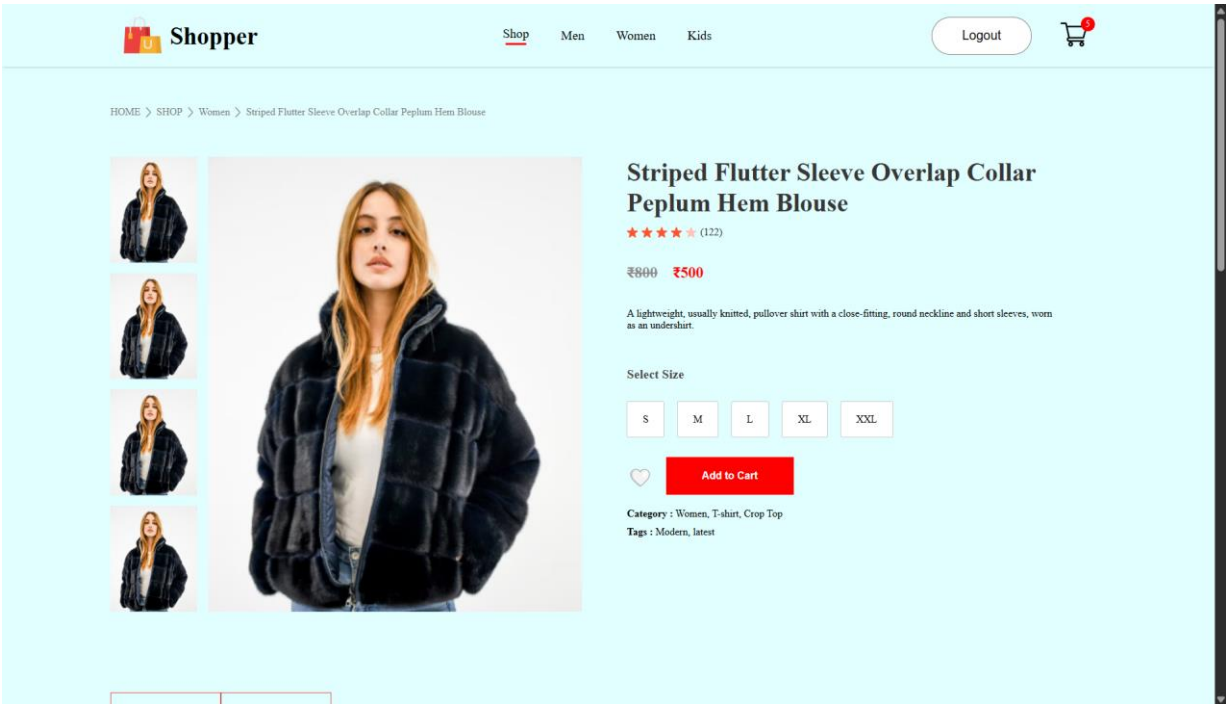 U
Shopper
Shop
Men
Women
Kids
Logout
5
HOME > SHOP > Women > Striped Flutter Sleeve Overlap Collar Peplum Hem Blouse
Striped Flutter Sleeve Overlap Collar
Peplum Hem Blouse
(122)
₹800 ₹500
A lightweight, usually knitted, pullover shirt with a close-fitting, round neckline and short sleeves, worn
as an undershirt.
Select Size
S
M
L
XL
XXL
Add to Cart
Category : Women, T-shirt, Crop Top
Tags : Modern, latest